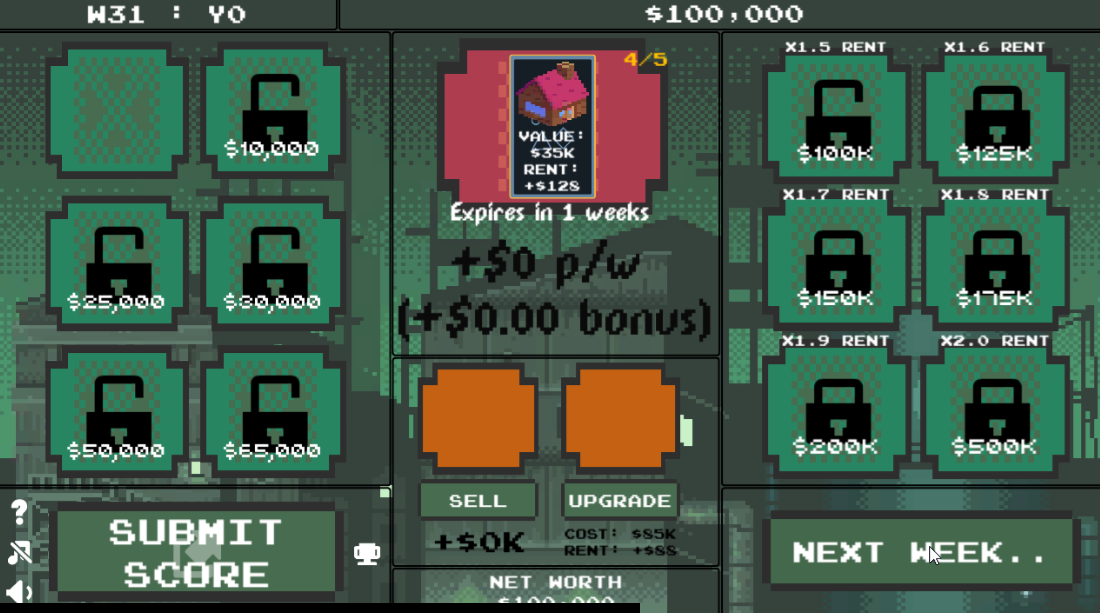 W31 : Y0
$100,000
$10,000
$25,000
$30,000
$50,000
$65,000
4/5
VALUE:
$35K
RENT:
+$128
Expires in 1 weeks
+$0 p/w
(+$0.00 bonus)
SELL
UPGRADE
+$0K
COST: $85K
RENT: +$88
NET WORTH
$100,000
X1.5 RENT
X1.6 RENT
$100K
$125K
X1.7 RENT
X1.8 RENT
$150K
$175K
X1.9 RENT
X2.0 RENT
$200K
$500K
?
SUBMIT
SCORE
NEXT WEEK..